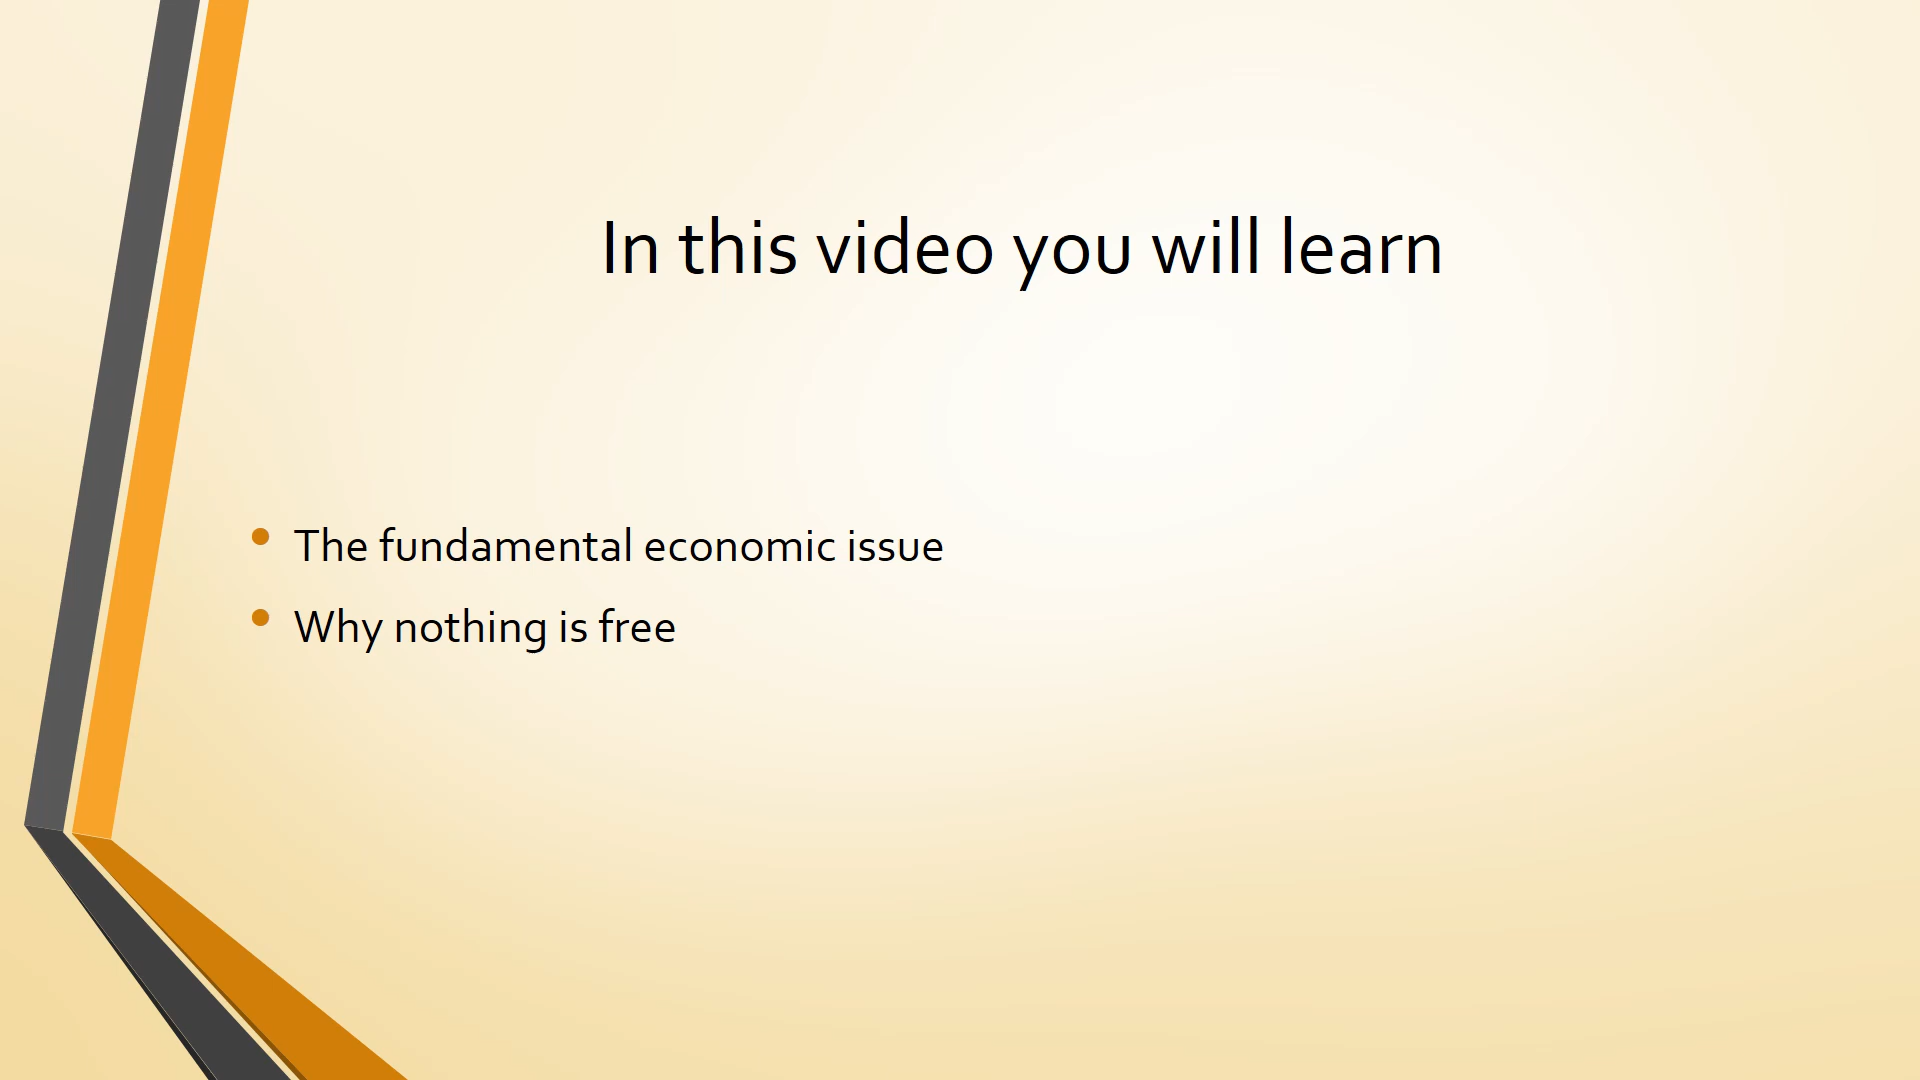 In this video you will learn
• The fundamental economic issue
• Why nothing is free